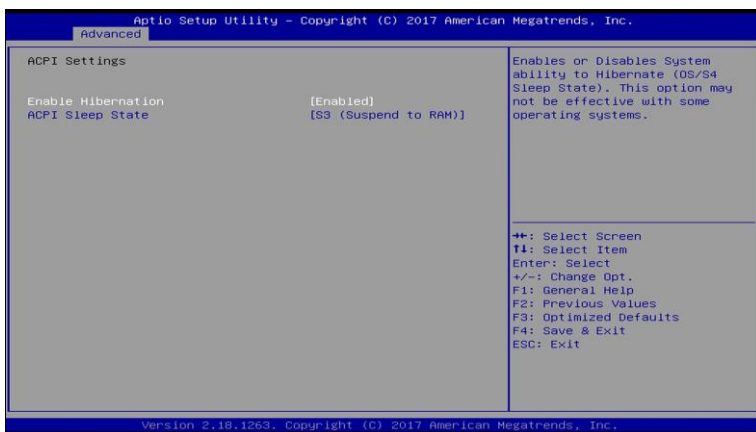 Aptio Setup Utility – Copyright (C) 2017 American Megatrends, Inc.
Advanced
ACPI Settings
Enable Hibernation [Enabled]
ACPI Sleep State [S3 (Suspend to RAM)]
Enables or Disables System
ability to Hibernate (OS/S4
Sleep State). This option may
not be effective with some
operating systems.
→←: Select Screen
↑↓: Select Item
Enter: Select
+/-: Change Opt.
F1: General Help
F2: Previous Values
F3: Optimized Defaults
F4: Save & Exit
ESC: Exit
Version 2.18.1263. Copyright (C) 2017 American Megatrends, Inc.